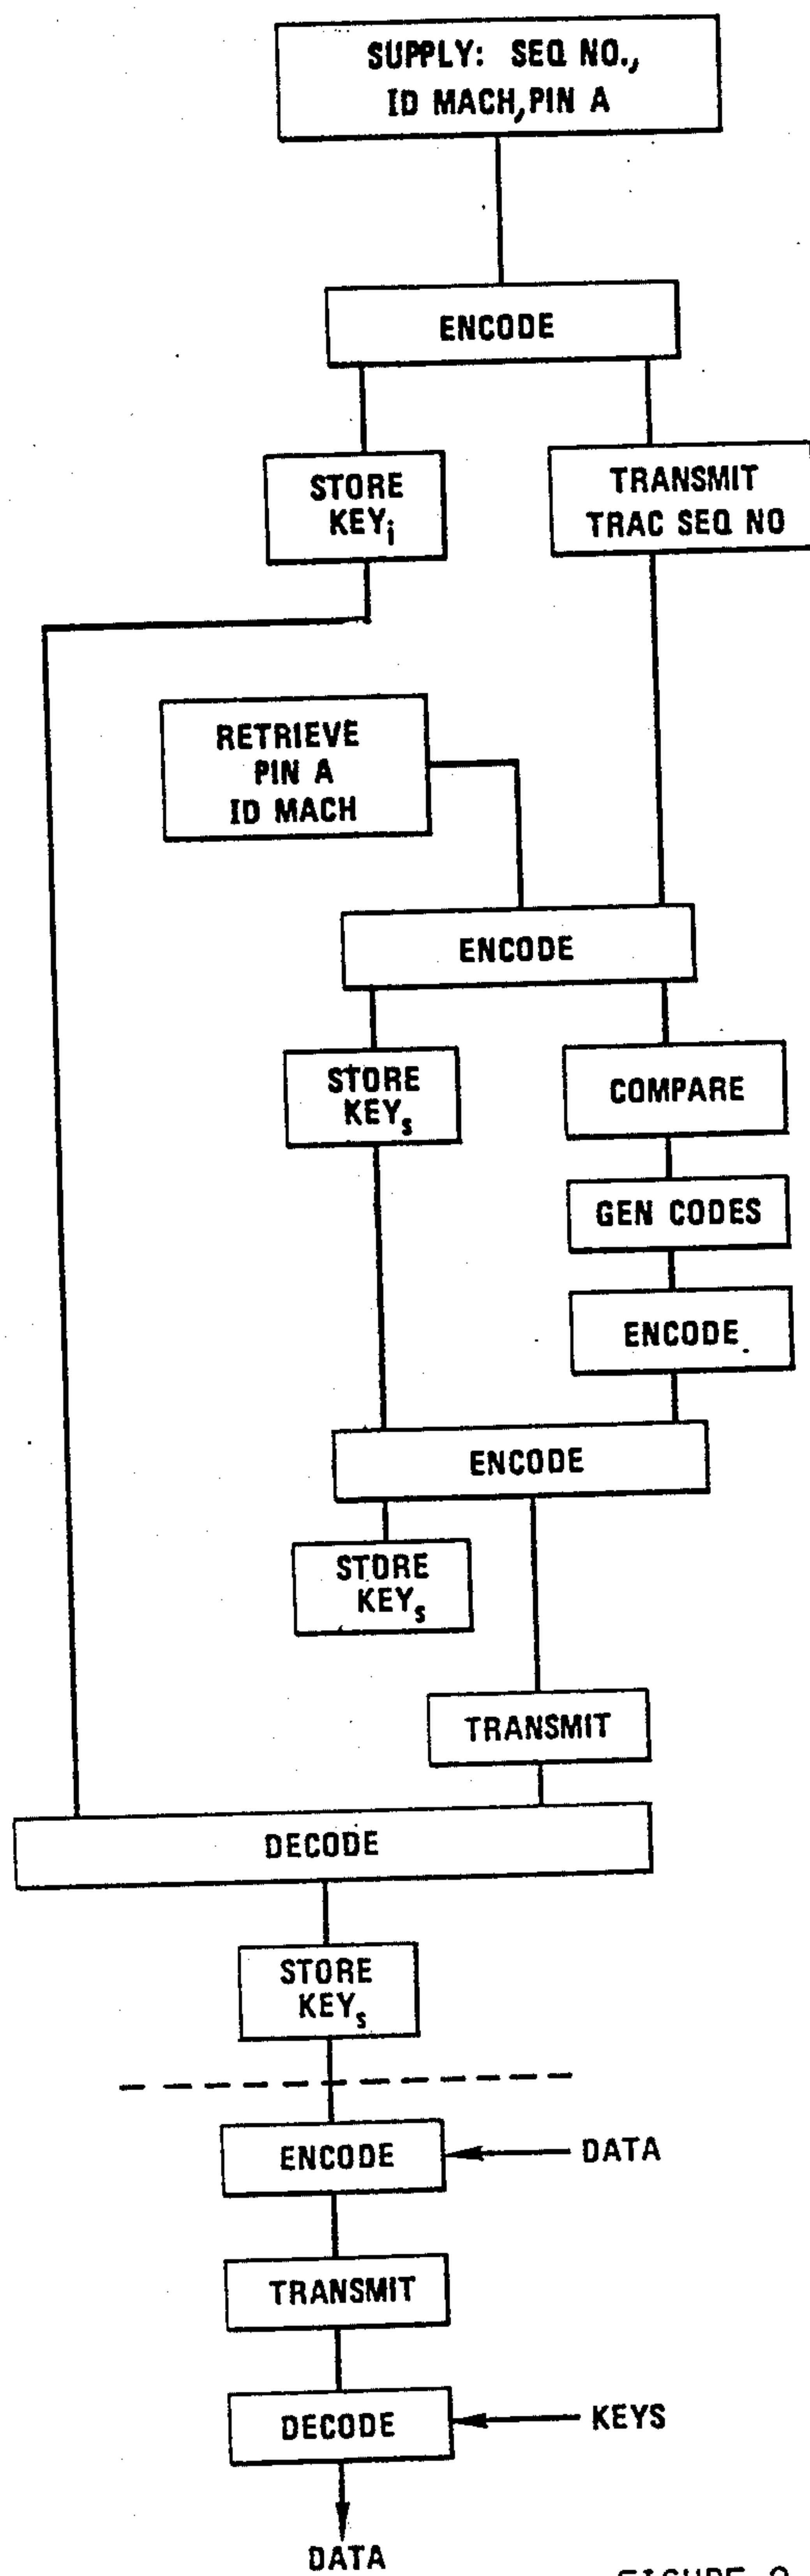 SUPPLY: SEQ NO.,
ID MACH, PIN A
ENCODE
STORE
KEYi
TRANSMIT
TRAC SEQ NO
RETRIEVE
PIN A
ID MACH
ENCODE
STORE
KEYs
COMPARE
GEN CODES
ENCODE
ENCODE
STORE
KEYs
TRANSMIT
DECODE
STORE
KEYs
ENCODE
DATA
TRANSMIT
DECODE
KEYS
DATA
FIGURE